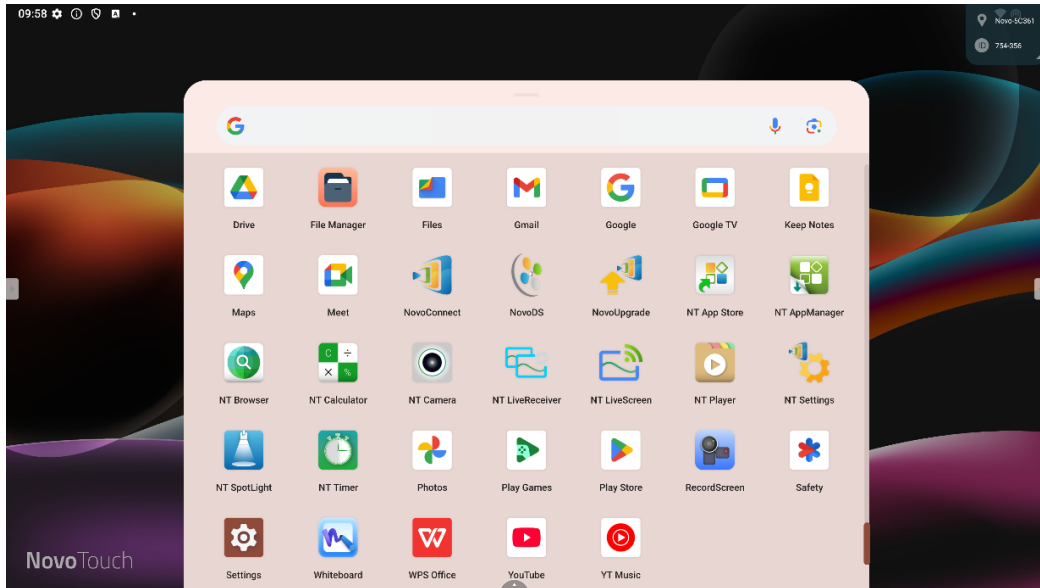 09:58
Novo-5C361
ID 754-356
Drive File Manager Files Gmail Google Google TV Keep Notes
Maps Meet NovoConnect NovoDS NovoUpgrade NT App Store NT AppManager
NT Browser NT Calculator NT Camera NT LiveReceiver NT LiveScreen NT Player NT Settings
NT SpotLight NT Timer Photos Play Games Play Store RecordScreen Safety
NovoTouch
Settings Whiteboard WPS Office YouTube YT Music